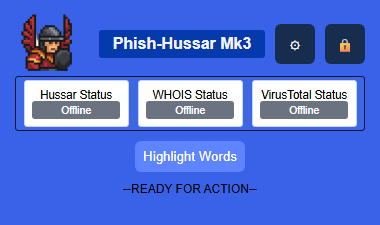 Phish-Hussar Mk3
Hussar Status WHOIS Status VirusTotal Status
Offline Offline Offline
Highlight Words
--READY FOR ACTION--